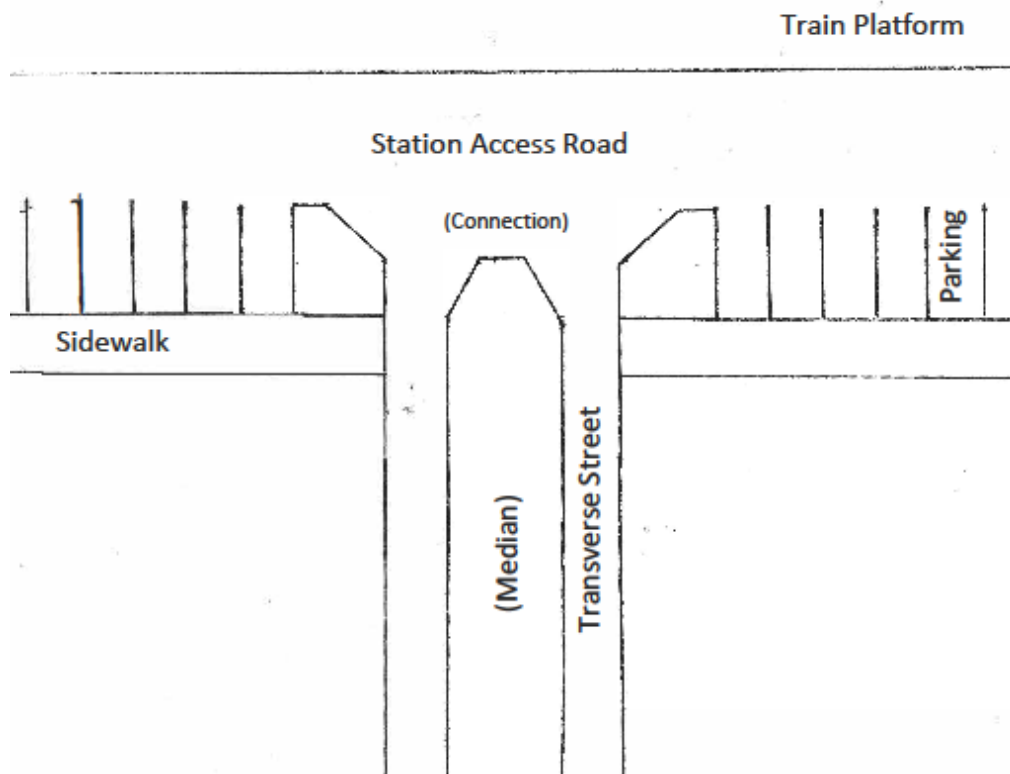 Train Platform
Station Access Road
(Connection)
Parking
Sidewalk
Transverse Street
(Median)